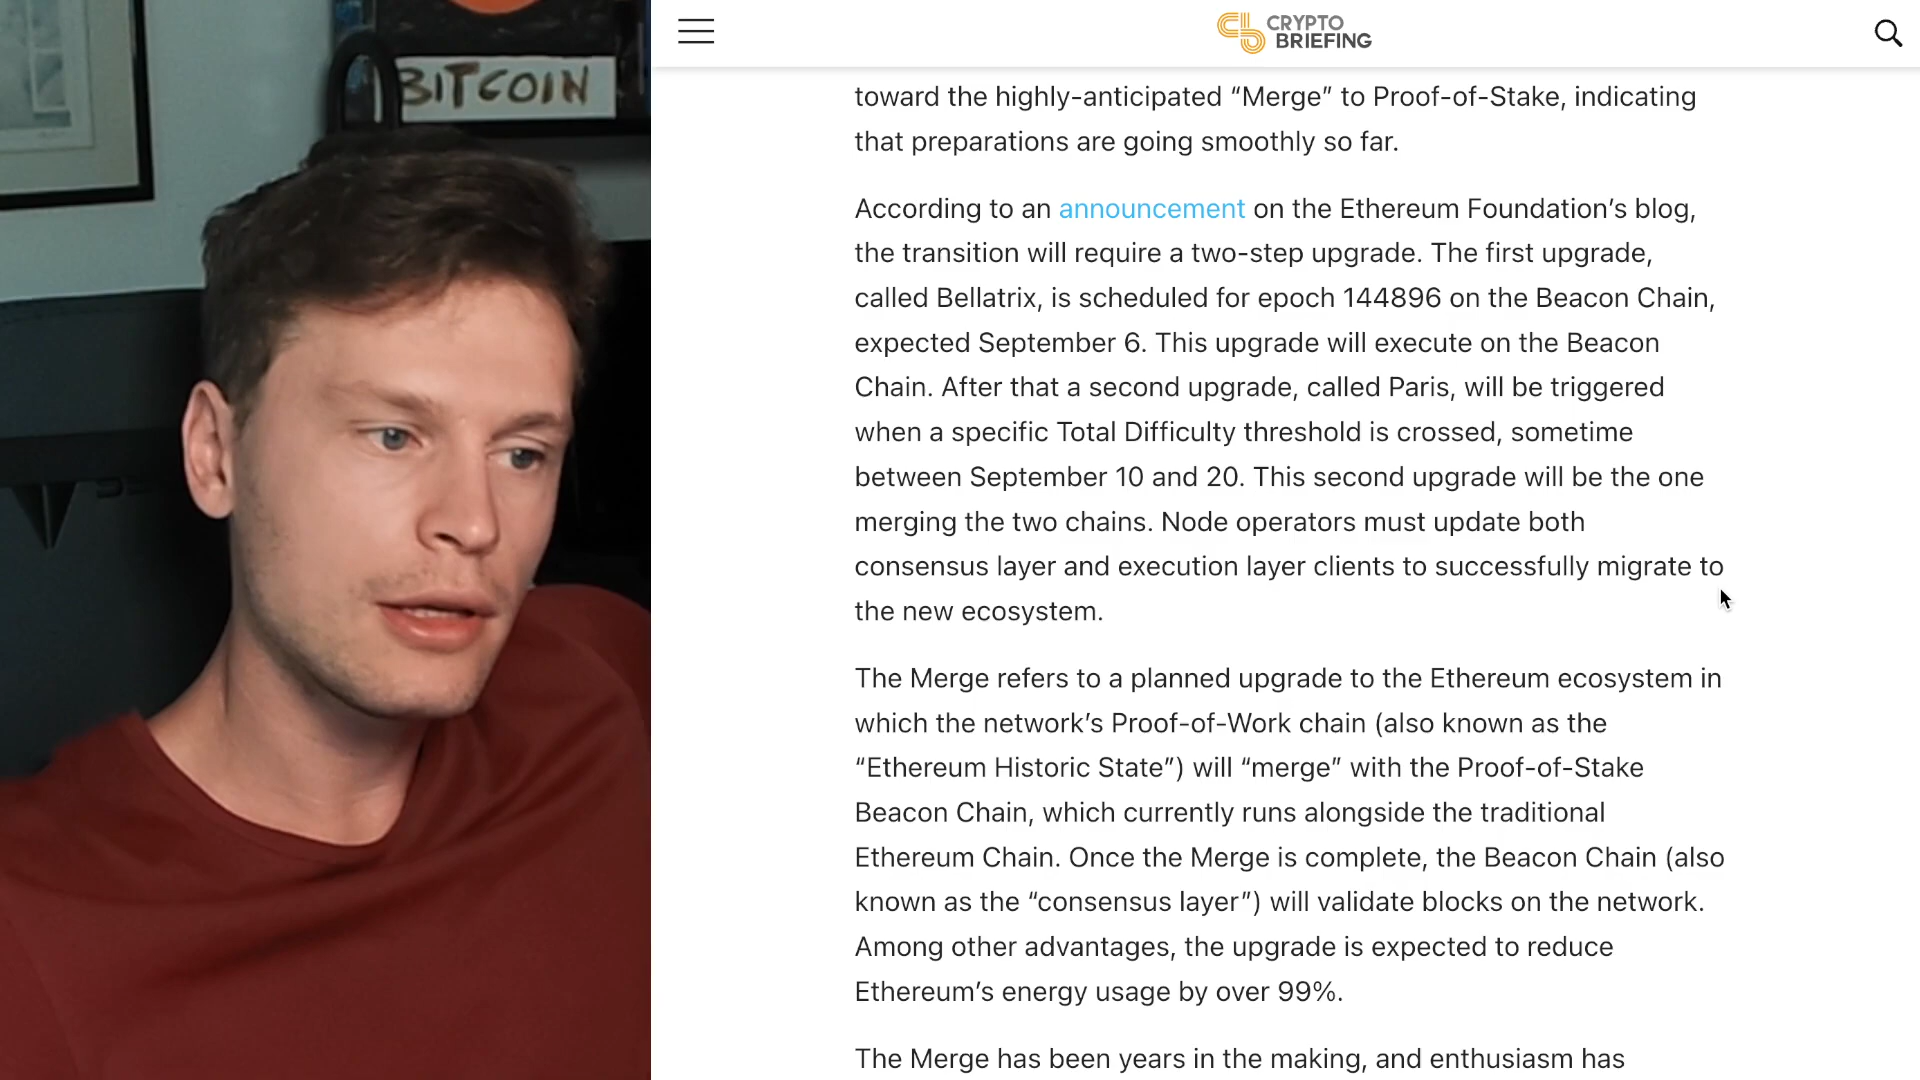 BITCOIN
CRYPTO
BRIEFING
toward the highly-anticipated “Merge” to Proof-of-Stake, indicating
that preparations are going smoothly so far.
According to an announcement on the Ethereum Foundation’s blog,
the transition will require a two-step upgrade. The first upgrade,
called Bellatrix, is scheduled for epoch 144896 on the Beacon Chain,
expected September 6. This upgrade will execute on the Beacon
Chain. After that a second upgrade, called Paris, will be triggered
when a specific Total Difficulty threshold is crossed, sometime
between September 10 and 20. This second upgrade will be the one
merging the two chains. Node operators must update both
consensus layer and execution layer clients to successfully migrate to
the new ecosystem.
The Merge refers to a planned upgrade to the Ethereum ecosystem in
which the network’s Proof-of-Work chain (also known as the
“Ethereum Historic State”) will “merge” with the Proof-of-Stake
Beacon Chain, which currently runs alongside the traditional
Ethereum Chain. Once the Merge is complete, the Beacon Chain (also
known as the “consensus layer”) will validate blocks on the network.
Among other advantages, the upgrade is expected to reduce
Ethereum’s energy usage by over 99%.
The Merge has been years in the making, and enthusiasm has